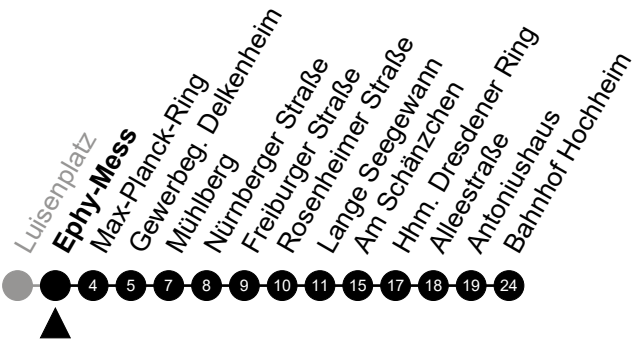 Luisenplatz
Ephy-Mess
Max-Planck-Ring
Gewerbeg. Delkenheim
Mühlberg
Nürnberger Straße
Freiburger Straße
Rosenheimer Straße
Lange Seegewann
Am Schänzchen
Hhm. Dresdener Ring
Alleestraße
Antoniushaus
Bahnhof Hochheim
4 5 7 8 9 10 11 15 17 18 19 24